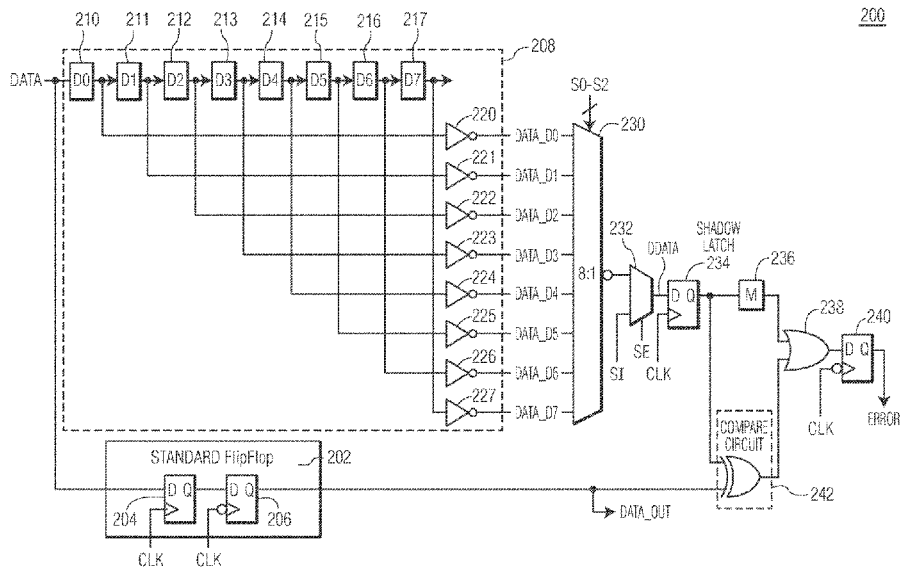 200
210 211 212 213 214 215 216 217
208
DATA D0 D1 D2 D3 D4 D5 D6 D7
S0-S2
220 DATA_D0 230
221 DATA_D1
222 DATA_D2
223 DATA_D3
224 DATA_D4
225 DATA_D5
226 DATA_D6
227 DATA_D7
8:1
232
DDATA
SHADOW
LATCH
234
D Q
236
M
238
240
D Q
SI SE CLK
CLK ERROR
COMPARE
CIRCUIT
242
STANDARD FlipFlop 202
D Q D Q
204 206
CLK CLK
DATA_OUT